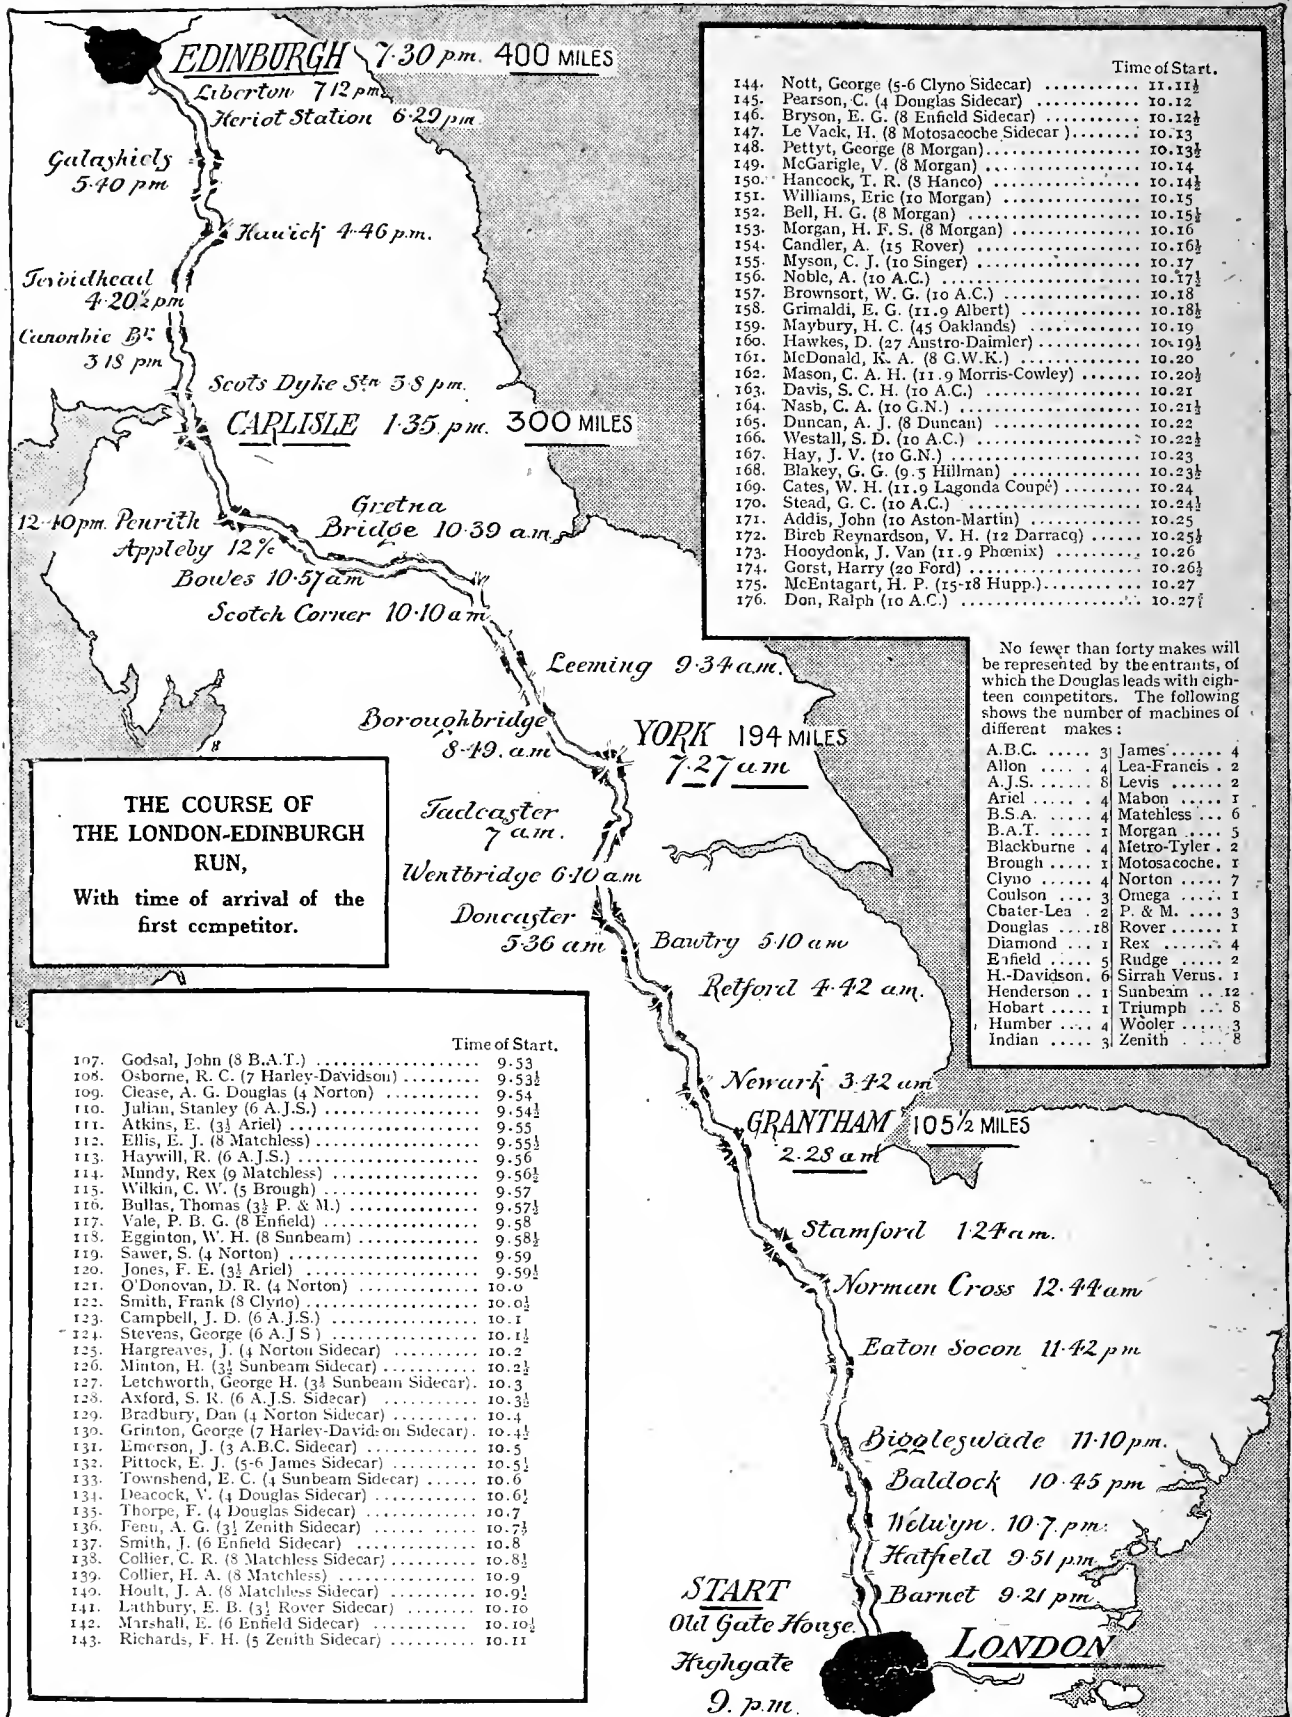 EDINBURGH 7·30 p.m. 400 MILES
Liberton 7 12 pm
Heriot Station 6·29 pm
Galashiels
5·40 pm
Hawick 4·46 p.m.
Teviothead
4·20½ pm
Canonbie Br.
3 18 pm
Scots Dyke Stn 3·8 pm.
CARLISLE 1·35 p.m. 300 MILES
12·40 pm. Penrith
Gretna
Bridge 10·39 a.m.
Appleby 12%
Bowes 10·57 am
Scotch Corner 10·10 am
Leeming 9·34 a.m.
Boroughbridge
8·49. a.m
YORK 194 MILES
7·27 a.m
Tadcaster
7 a.m.
Wentbridge 6·10 a.m
Doncaster
5·36 am
Bawtry 5·10 am
Retford 4·42 a.m.
Newark 3·42 am
GRANTHAM 105½ MILES
2·28 am
Stamford 1·24 am.
Norman Cross 12·44 am
Eaton Socon 11·42 pm
Biggleswade 11·10 pm.
Baldock 10·45 pm
Welwyn. 10·7 pm.
Hatfield 9·51 pm
Barnet 9·21 pm
START
Old Gate House
Highgate
9. p.m.
LONDON
Time of Start.
144. Nott, George (5-6 Clyno Sidecar) ........... 11.11½
145. Pearson, C. (4 Douglas Sidecar) ............ 10.12
146. Bryson, E. G. (8 Enfield Sidecar) ........... 10.12½
147. Le Vack, H. (8 Motosacoche Sidecar )........ 10.13
148. Pettyt, George (8 Morgan)................. 10.13½
149. McGarigle, V. (8 Morgan) ................. 10.14
150. Hancock, T. R. (8 Hanco) ................. 10.14½
151. Williams, Eric (10 Morgan) ................ 10.15
152. Bell, H. G. (8 Morgan) ................... 10.15½
153. Morgan, H. F. S. (8 Morgan) ............... 10.16
154. Candler, A. (15 Rover) ................... 10.16½
155. Myson, C. J. (10 Singer) .................. 10.17
156. Noble, A. (10 A.C.) ...................... 10.17½
157. Brownsort, W. G. (10 A.C.) ................ 10.18
158. Grimaldi, E. G. (11.9 Albert) ............... 10.18½
159. Maybury, H. C. (45 Oaklands) .............. 10.19
160. Hawkes, D. (27 Austro-Daimler) ............ 10.19½
161. McDonald, K. A. (8 G.W.K.) ............... 10.20
162. Mason, C. A. H. (11.9 Morris-Cowley) ....... 10.20½
163. Davis, S. C. H. (10 A.C.) .................. 10.21
164. Nash, C. A. (10 G.N.) .................... 10.21½
165. Duncan, A. J. (8 Duncan) ................. 10.22
166. Westall, S. D. (10 A.C.) ................... 10.22½
167. Hay, J. V. (10 G.N.) ..................... 10.23
168. Blakey, G. G. (9.5 Hillman) ................ 10.23½
169. Cates, W. H. (11.9 Lagonda Coupé) ......... 10.24
170. Stead, G. C. (10 A.C.) .................... 10.24½
171. Addis, John (10 Aston-Martin) ............. 10.25
172. Birch Reynardson, V. H. (12 Darracq) ...... 10.25½
173. Hooydonk, J. Van (11.9 Phœnix) ........... 10.26
174. Gorst, Harry (20 Ford) ................... 10.26½
175. McEntagart, H. P. (15-18 Hupp.)........... 10.27
176. Don, Ralph (10 A.C.) .................... 10.27½
No fewer than forty makes will
be represented by the entrants, of
which the Douglas leads with eigh-
teen competitors. The following
shows the number of machines of
different makes :
A.B.C. ..... 3 James ...... 4
Allon ..... 4 Lea-Francis . 2
A.J.S. ....... 8 Levis ...... 2
Ariel ...... 4 Mabon ..... 1
B.S.A. ..... 4 Matchless ... 6
B.A.T. ..... 1 Morgan .... 5
Blackburne . 4 Metro-Tyler . 2
Brough ..... 1 Motosacoche. 1
Clyno ...... 4 Norton ..... 7
Coulson .... 3 Omega ..... 1
Chater-Lea . 2 P. & M. .... 3
Douglas ....18 Rover ...... 1
Diamond ... 1 Rex ....... 4
Enfield ..... 5 Rudge ..... 2
H.-Davidson. 6 Sirrah Verus. 1
Henderson .. 1 Sunbeam ...12
Hobart ..... 1 Triumph ... 8
Humber .... 4 Wooler ..... 3
Indian ..... 3 Zenith ..... 8
THE COURSE OF
THE LONDON-EDINBURGH
RUN,
With time of arrival of the
first competitor.
Time of Start.
107. Godsal, John (8 B.A.T.) .................. 9.53
108. Osborne, R. C. (7 Harley-Davidson) ......... 9.53½
109. Clease, A. G. Douglas (4 Norton) ........... 9.54
110. Julian, Stanley (6 A.J.S.) ................. 9.54½
111. Atkins, E. (3½ Ariel) ..................... 9.55
112. Ellis, E. J. (8 Matchless) .................. 9.55½
113. Haywill, R. (6 A.J.S.) .................... 9.56
114. Mundy, Rex (9 Matchless) ................. 9.56½
115. Wilkin, C. W. (5 Brough) ................. 9.57
116. Bullas, Thomas (3½ P. & M.) ............... 9.57½
117. Vale, P. B. G. (8 Enfield) ................. 9.58
118. Egginton, W. H. (8 Sunbeam) .............. 9.58½
119. Sawer, S. (4 Norton) ..................... 9.59
120. Jones, F. E. (3½ Ariel) .................... 9.59½
121. O'Donovan, D. R. (4 Norton) .............. 10.0
122. Smith, Frank (8 Clyno) ................... 10.0½
123. Campbell, J. D. (6 A.J.S.) ................. 10.1
124. Stevens, George (6 A.J S ) ................ 10.1½
125. Hargreaves, J. (4 Norton Sidecar) .......... 10.2
126. Minton, H. (3½ Sunbeam Sidecar) ........... 10.2½
127. Letchworth, George H. (3½ Sunbeam Sidecar). 10.3
128. Axford, S. R. (6 A.J.S. Sidecar) .......... 10.3½
129. Bradbury, Dan (4 Norton Sidecar) .......... 10.4
130. Grinton, George (7 Harley-Davidson Sidecar). 10.4½
131. Emerson, J. (3 A.B.C. Sidecar) ............. 10.5
132. Pittock, E. J. (5-6 James Sidecar) .......... 10.5½
133. Townshend, E. C. (4 Sunbeam Sidecar) ...... 10.6
134. Deacock, V. (4 Douglas Sidecar) ............ 10.6½
135. Thorpe, F. (4 Douglas Sidecar) ............. 10.7
136. Fenn, A. G. (3½ Zenith Sidecar) ............ 10.7½
137. Smith, J. (6 Enfield Sidecar) .............. 10.8
138. Collier, C. R. (8 Matchless Sidecar) .......... 10.8½
139. Collier, H. A. (8 Matchless) ................ 10.9
140. Hoult, J. A. (8 Matchless Sidecar) .......... 10.9½
141. Lathbury, E. B. (3½ Rover Sidecar) ........ 10.10
142. Marshall, E. (6 Enfield Sidecar) ............ 10.10½
143. Richards, F. H. (5 Zenith Sidecar) .......... 10.11